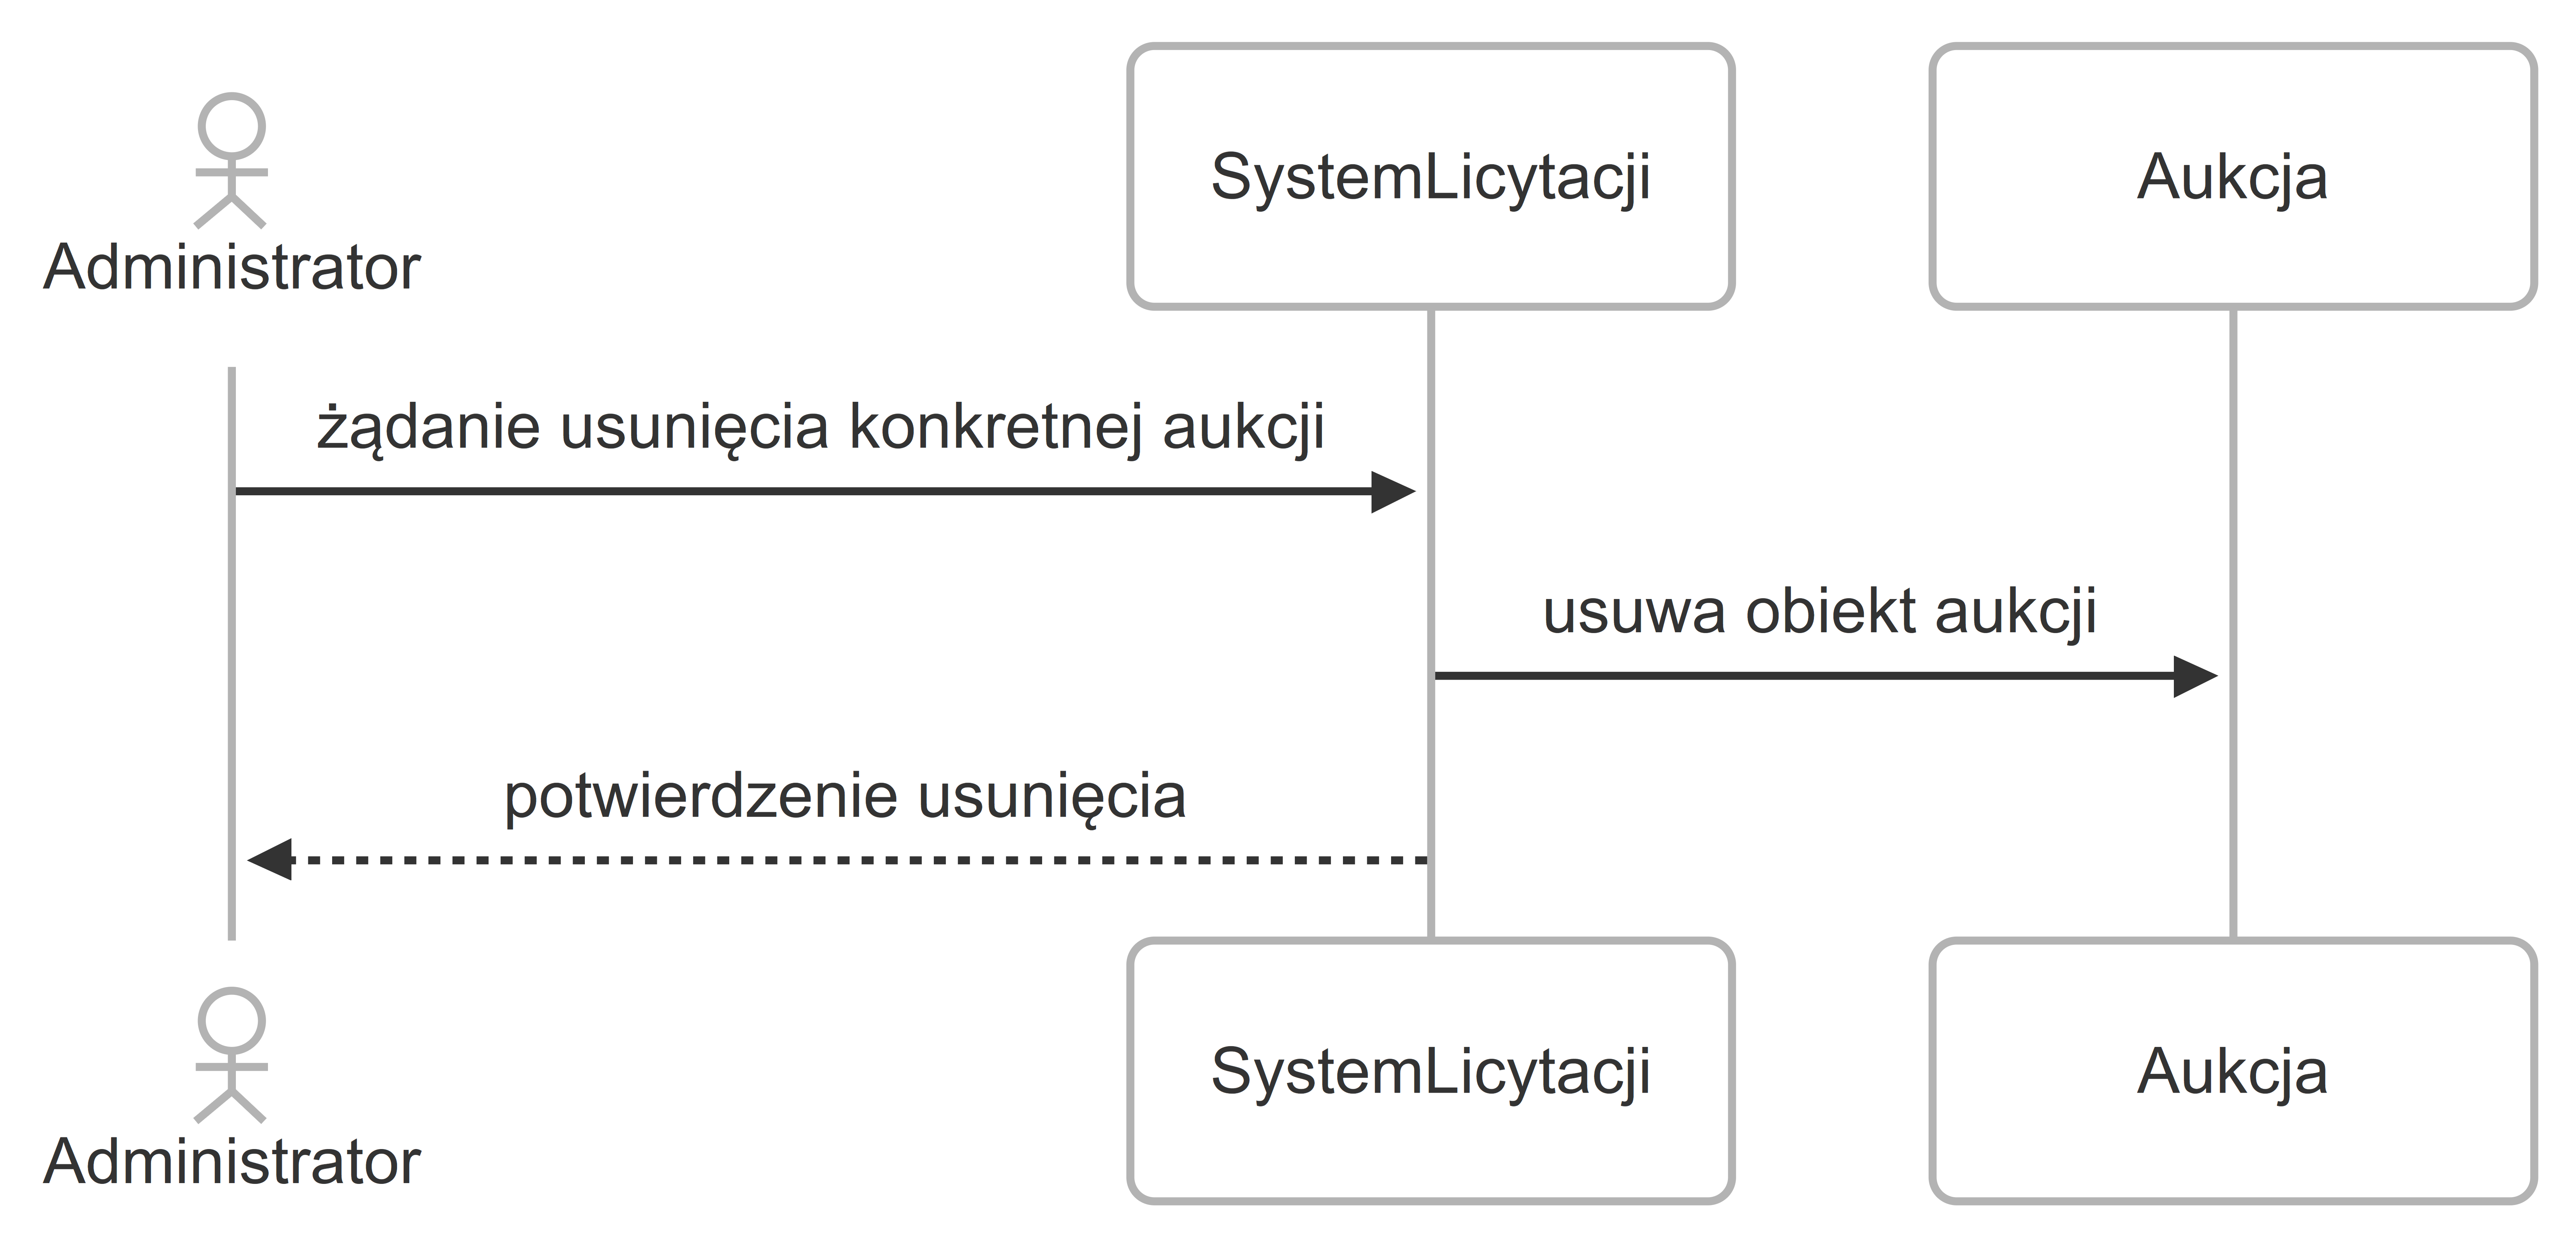 SystemLicytacji
Aukcja
Administrator
żądanie usunięcia konkretnej aukcji
usuwa obiekt aukcji
potwierdzenie usunięcia
SystemLicytacji
Aukcja
Administrator